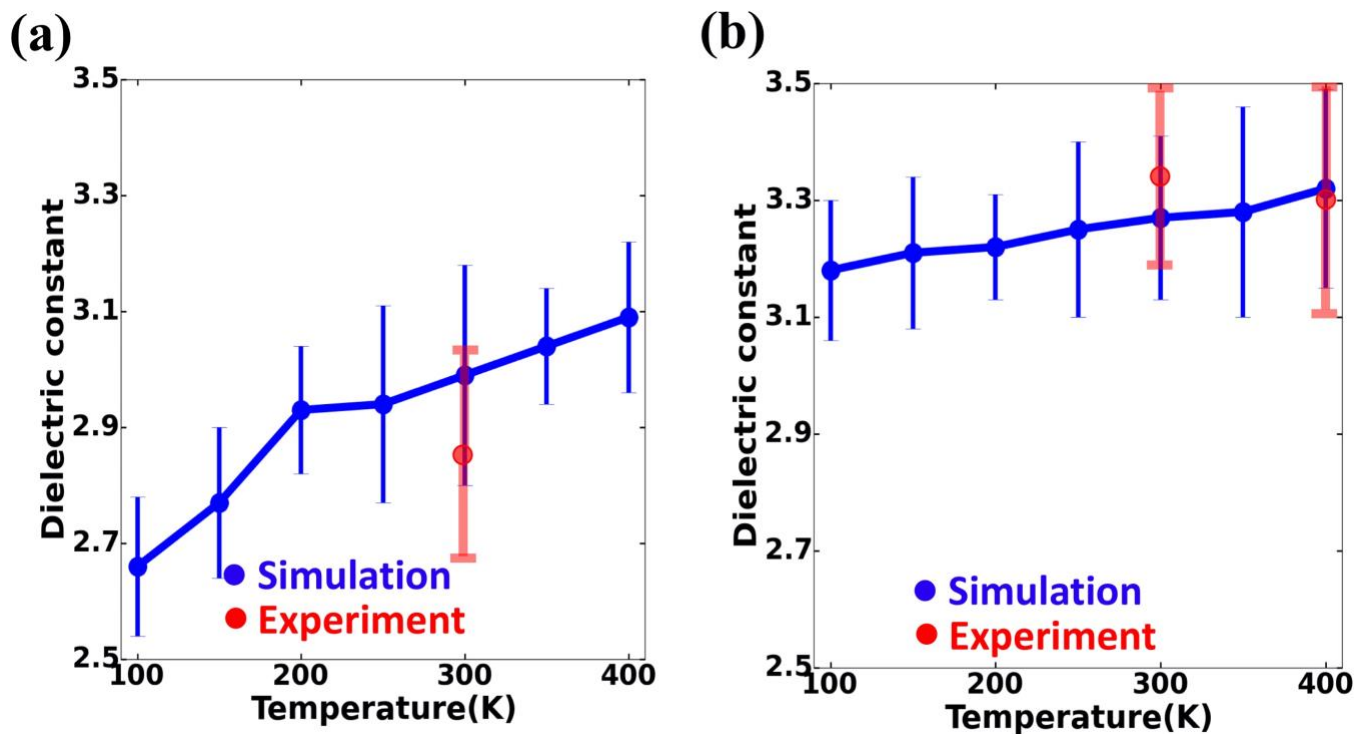 (a)
3.5
3.3
3.1
2.9
2.7
2.5
Dielectric constant
100
200
300
400
Temperature(K)
Simulation
Experiment
(b)
3.5
3.3
3.1
2.9
2.7
2.5
Dielectric constant
100
200
300
400
Temperature(K)
Simulation
Experiment